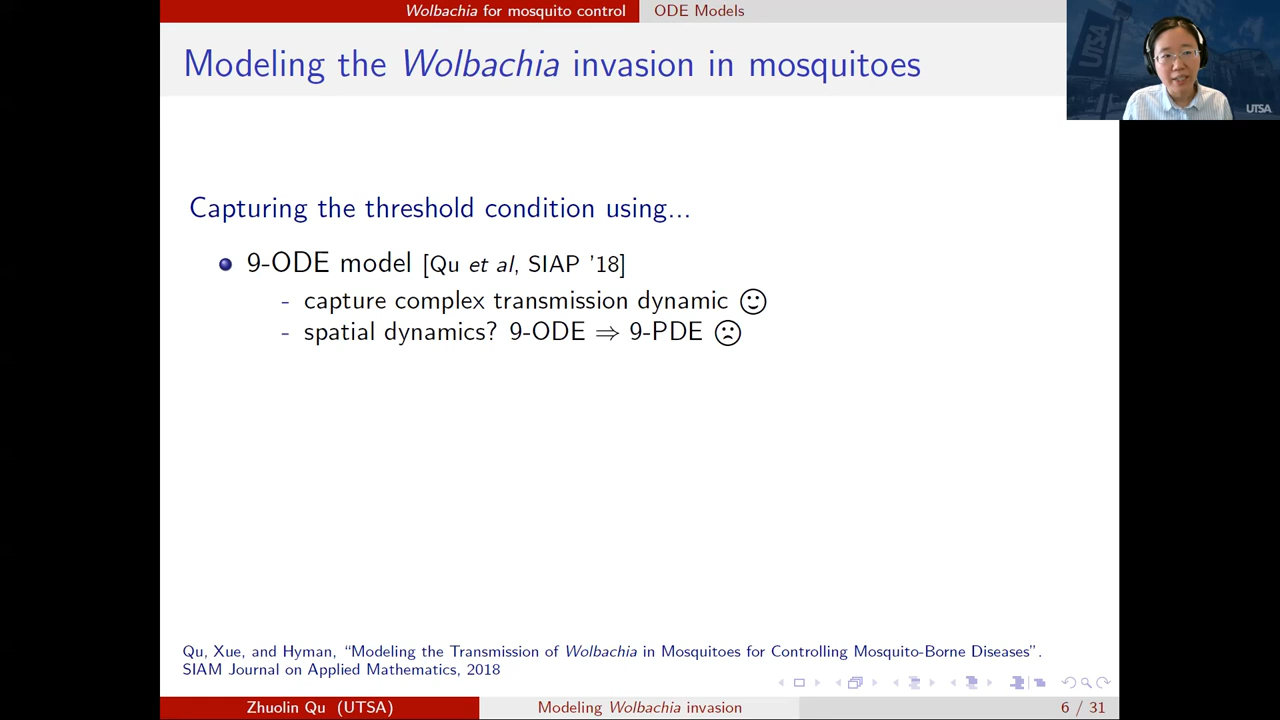 Wolbachia for mosquito control ODE Models
Modeling the Wolbachia invasion in mosquitoes
UTSA
UTSA
Capturing the threshold condition using...
9-ODE model [Qu et al, SIAP '18]
- capture complex transmission dynamic
- spatial dynamics? 9-ODE ⇒ 9-PDE
Qu, Xue, and Hyman, “Modeling the Transmission of Wolbachia in Mosquitoes for Controlling Mosquito-Borne Diseases”.
SIAM Journal on Applied Mathematics, 2018
Zhuolin Qu (UTSA) Modeling Wolbachia invasion 6 / 31